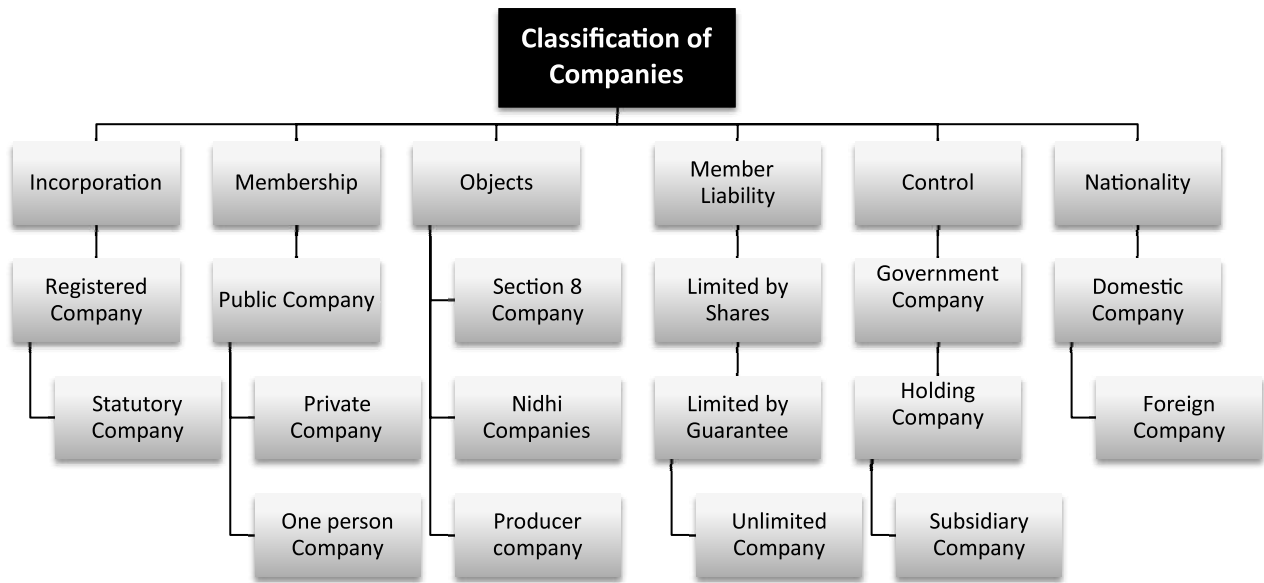 Classification of
Companies
Incorporation
Membership
Objects
Member
Liability
Control
Nationality
Registered
Company
Public Company
Section 8
Company
Limited by
Shares
Government
Company
Domestic
Company
Statutory
Company
Private
Company
Nidhi
Companies
Limited by
Guarantee
Holding
Company
Foreign
Company
One person
Company
Producer
company
Unlimited
Company
Subsidiary
Company